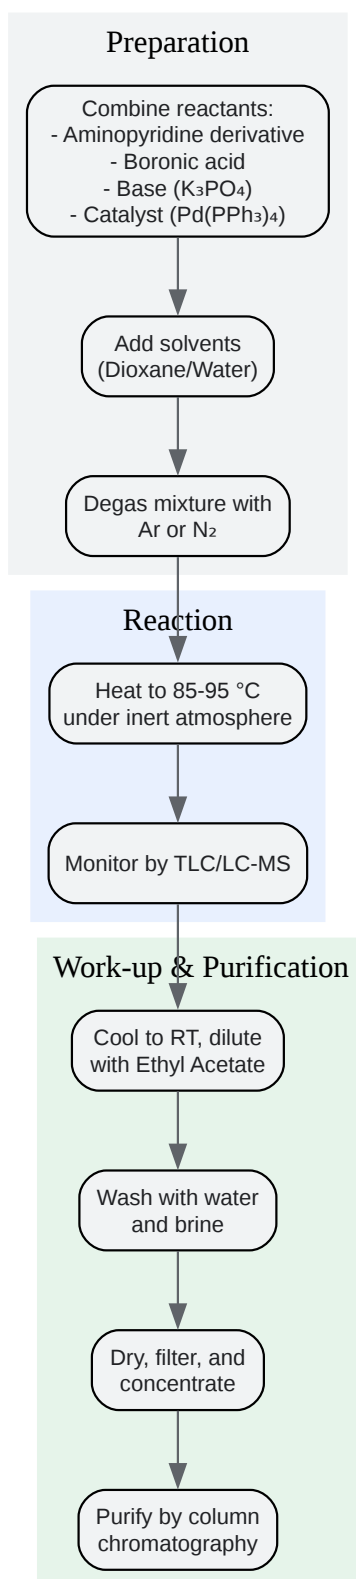 Preparation
Combine reactants:
- Aminopyridine derivative
- Boronic acid
- Base (K₃PO₄)
- Catalyst (Pd(PPh₃)₄)
Add solvents
(Dioxane/Water)
Degas mixture with
Ar or N₂
Reaction
Heat to 85-95 °C
under inert atmosphere
Monitor by TLC/LC-MS
Work-up & Purification
Cool to RT, dilute
with Ethyl Acetate
Wash with water
and brine
Dry, filter, and
concentrate
Purify by column
chromatography